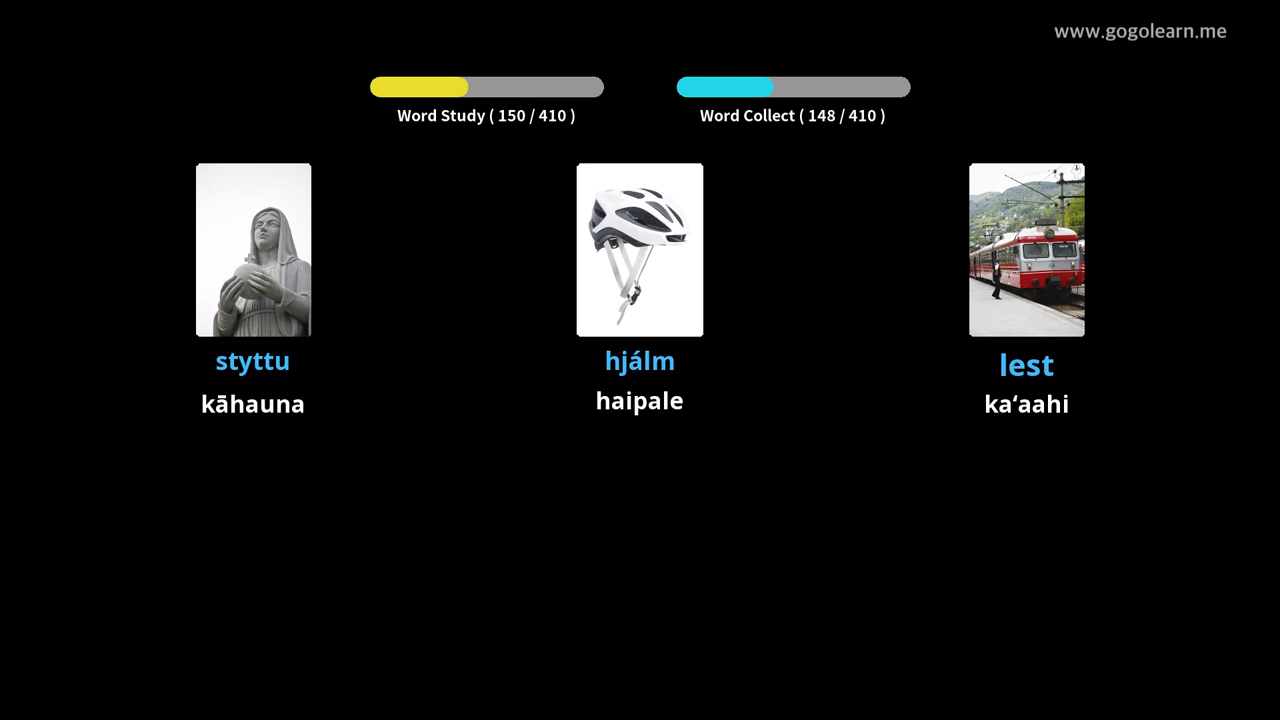 www.gogolearn.me
Word Study ( 150 / 410 )
Word Collect ( 148 / 410 )
styttu
kāhauna
hjálm
haipale
lest
kaʻaahi